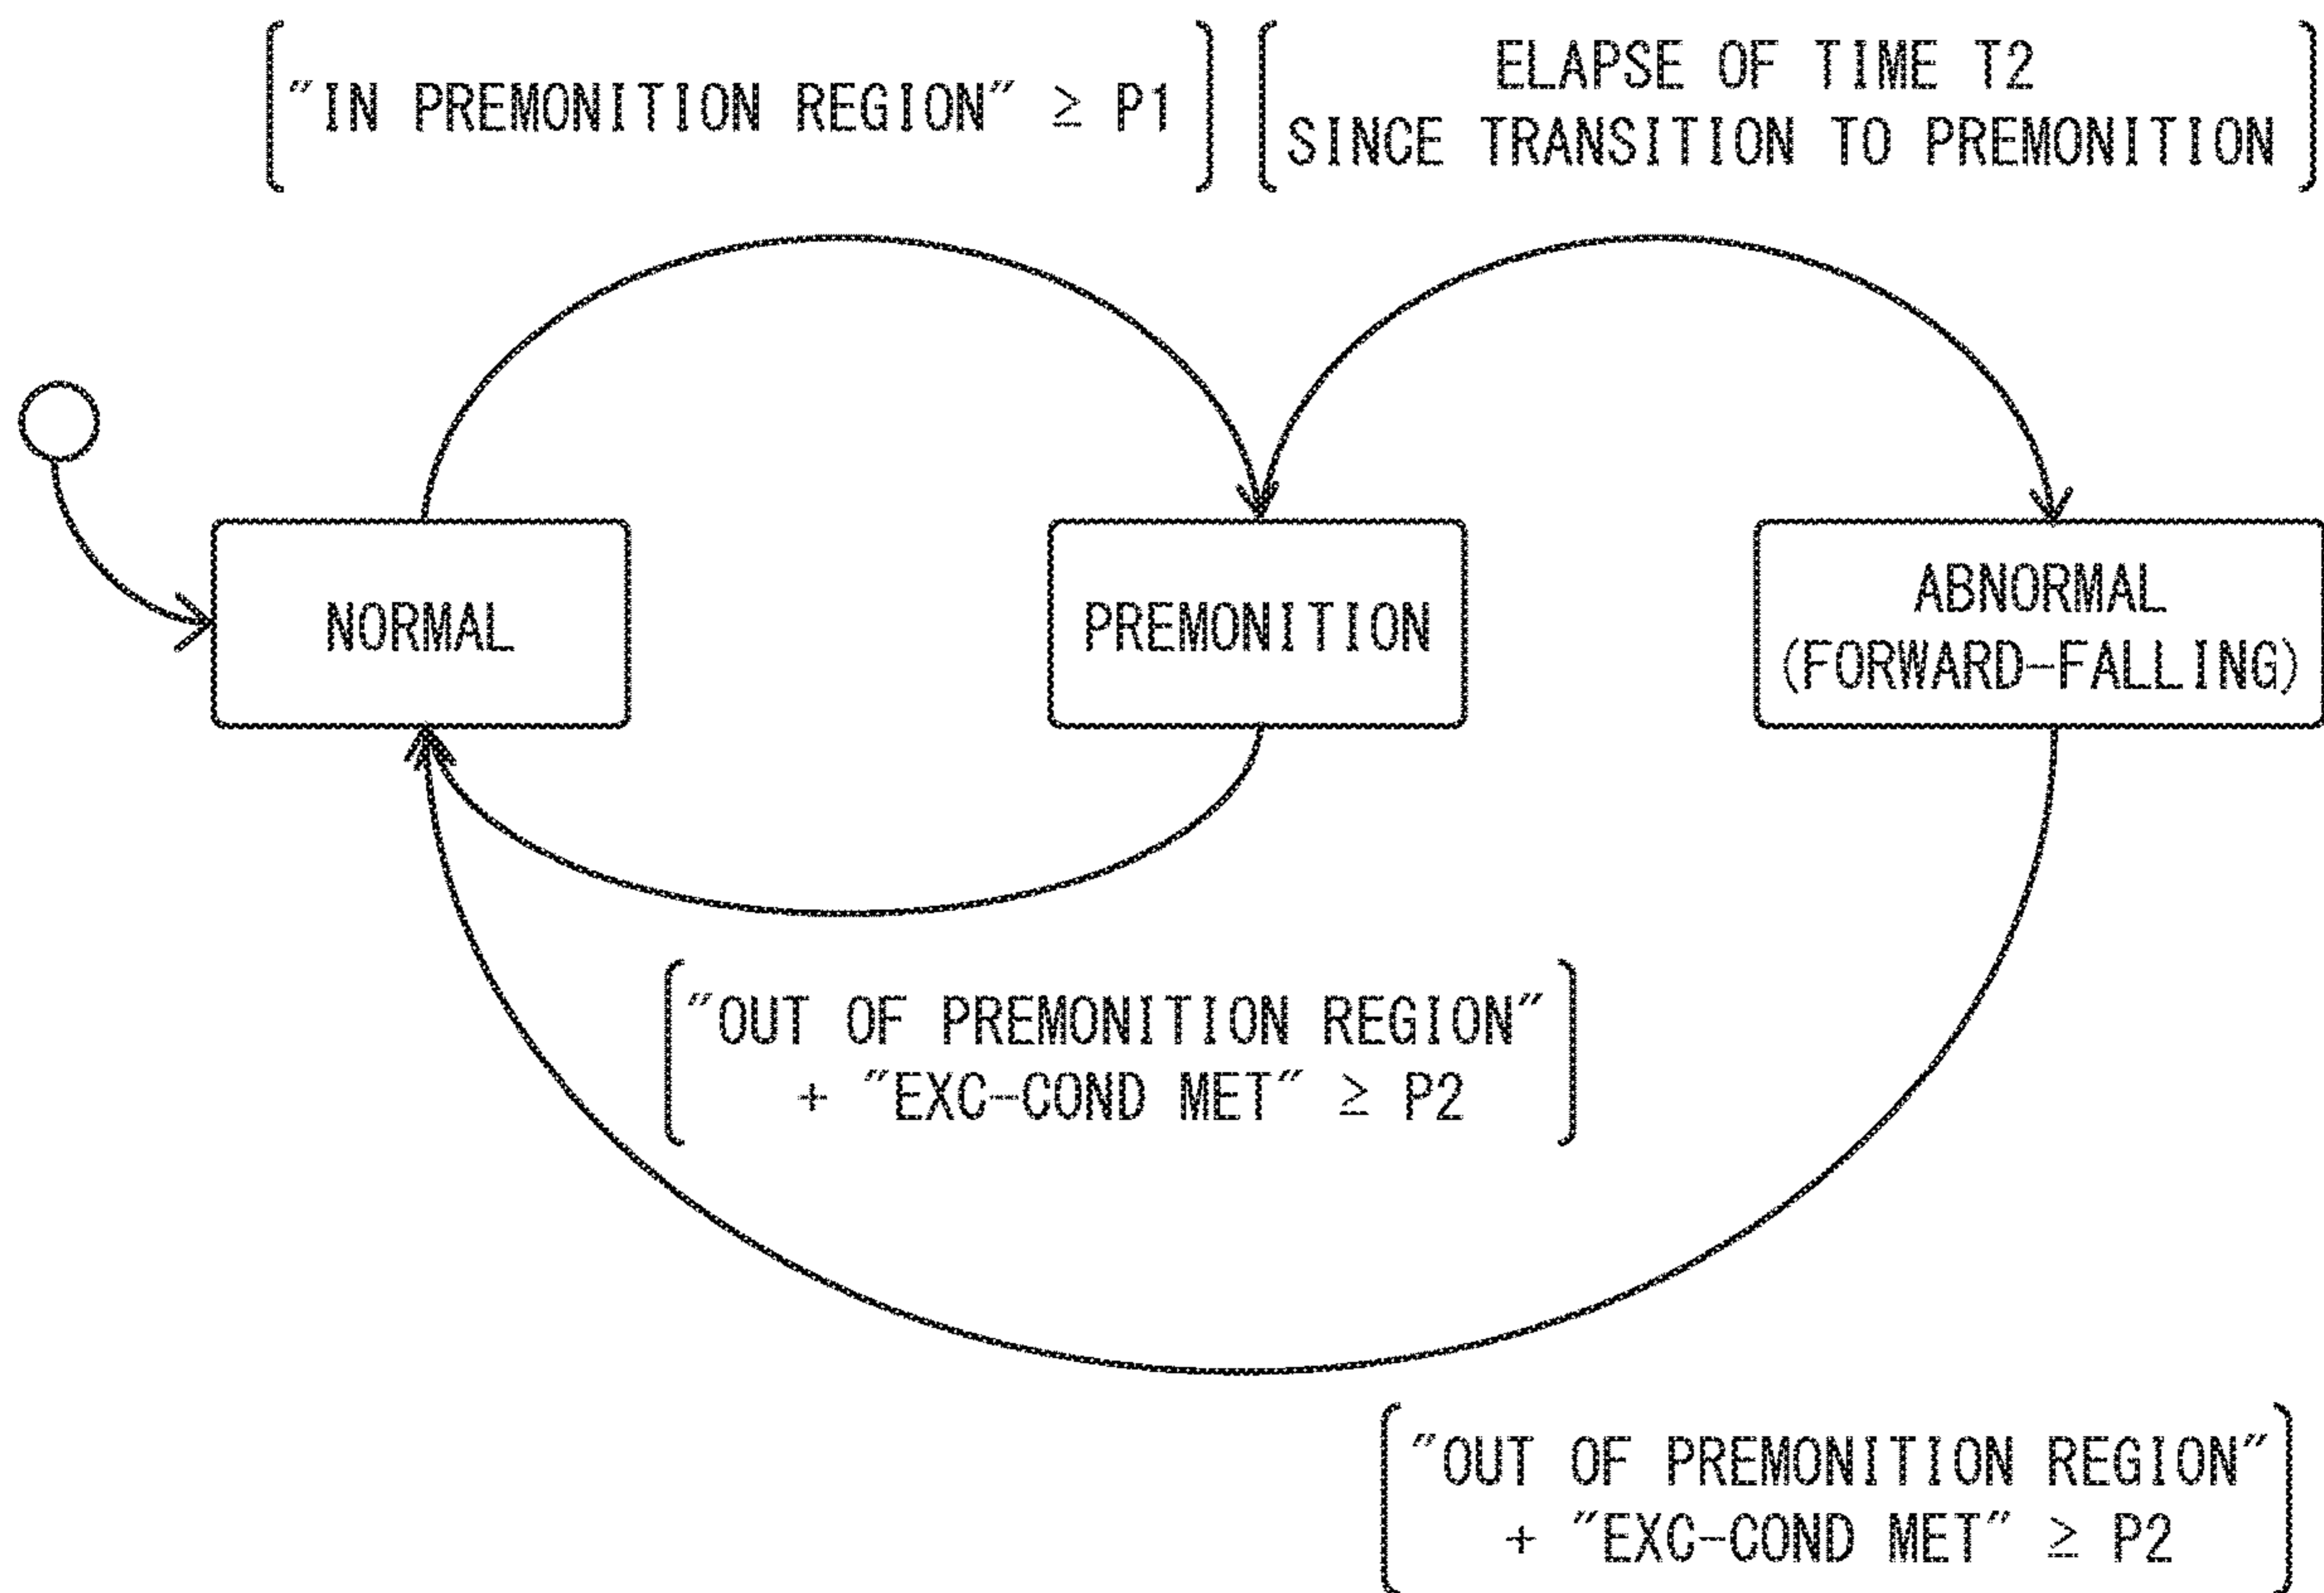 "IN PREMONITION REGION" ≥ P1
ELAPSE OF TIME T2
SINCE TRANSITION TO PREMONITION
NORMAL
PREMONITION
ABNORMAL
(FORWARD-FALLING)
"OUT OF PREMONITION REGION"
+ "EXC-COND MET" ≥ P2
"OUT OF PREMONITION REGION"
+ "EXC-COND MET" ≥ P2